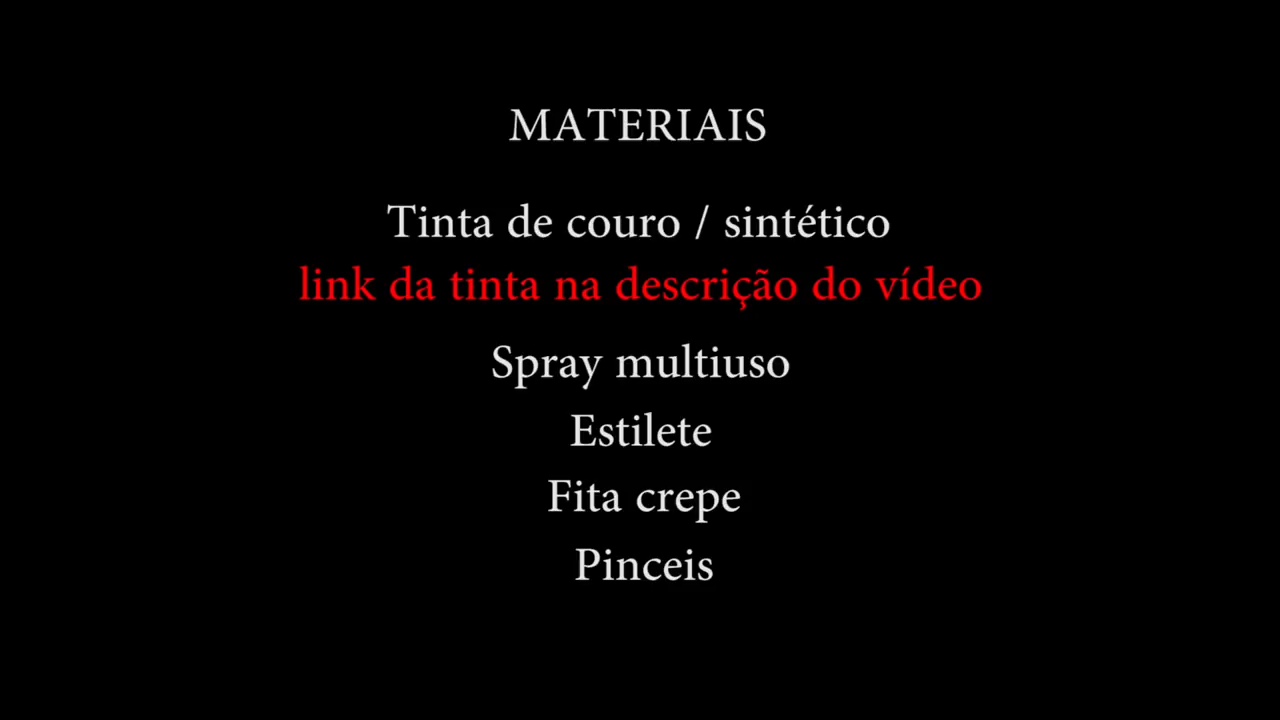 MATERIAIS
Tinta de couro / sintético
link da tinta na descrição do vídeo
Spray multiuso
Estilete
Fita crepe
Pinceis